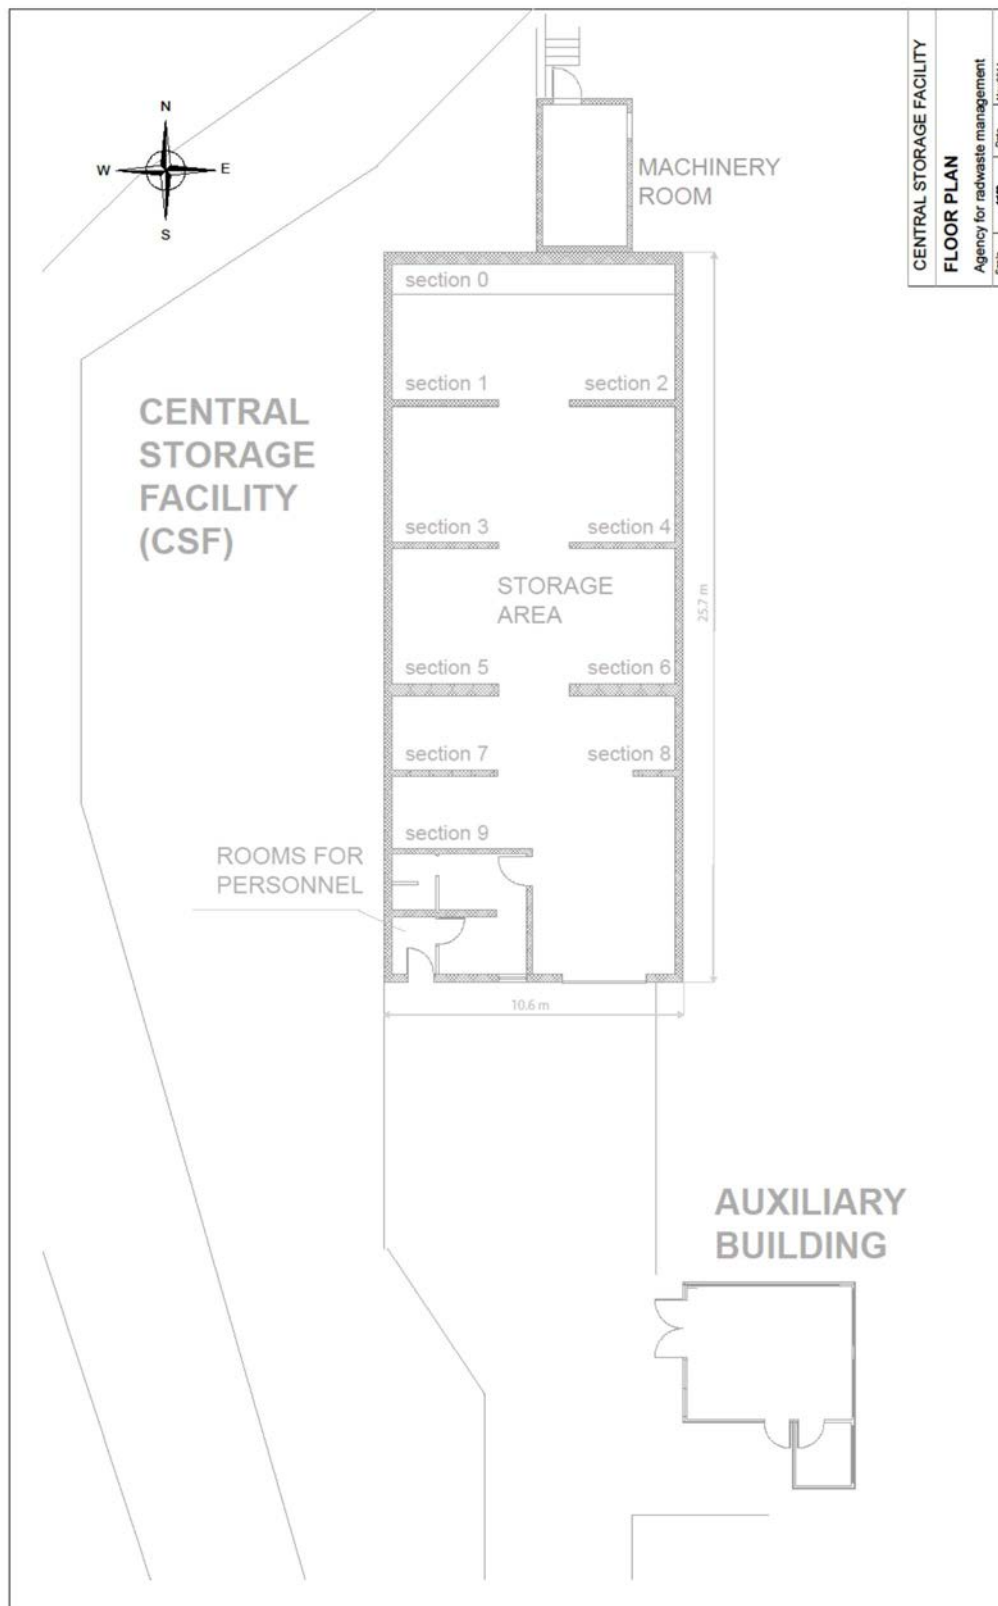 N
W
E
S
CENTRAL STORAGE FACILITY
FLOOR PLAN
Agency for radwaste management
MACHINERY
ROOM
section 0
section 1
section 2
CENTRAL
STORAGE
FACILITY
(CSF)
section 3
section 4
STORAGE
AREA
25.7 m
section 5
section 6
section 7
section 8
section 9
ROOMS FOR
PERSONNEL
10.6 m
AUXILIARY
BUILDING